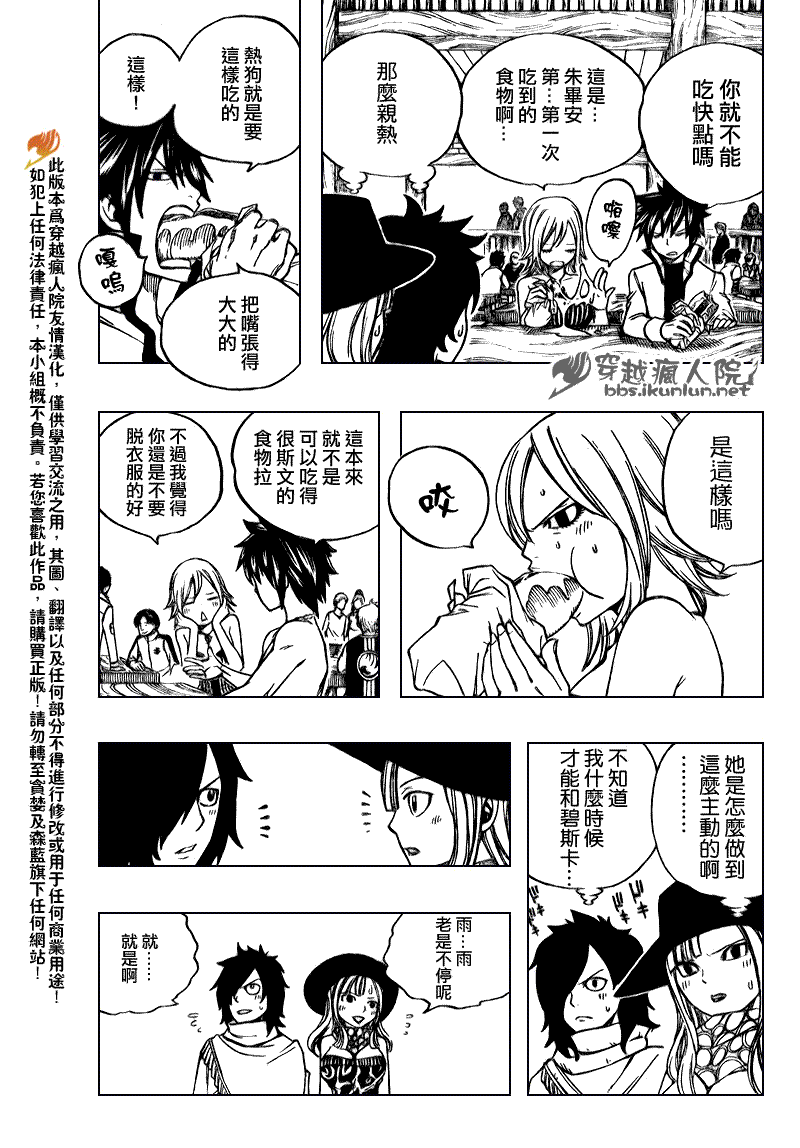 你就不能
吃快點嗎
這是…
朱畢安
第…第一次
吃到的
食物啊…
啪嚓
那麼親熱
熱狗就是要
這樣吃的
這樣！
嘎嗚
把嘴張得
大大的
穿越瘋人院
bbs.ikunlun.net
是這樣嗎
咬
這本來
就不是
可以吃得
很斯文的
食物拉
不過我覺得
你還是不要
脱衣服的好
她是怎麼做到
這麼主動的啊
………
不知道
我什麼時候
才能和碧斯卡…
雨…雨
老是不停呢
就……
就是啊
此版本爲穿越瘋人院友情漢化，僅供學習交流之用，其圖、翻譯以及任何部分不得進行修改或用于任何商業用途！
如犯上任何法律責任，本小組概不負責。若您喜歡此作品，請購買正版！請勿轉至貪婪及森藍旗下任何網站！